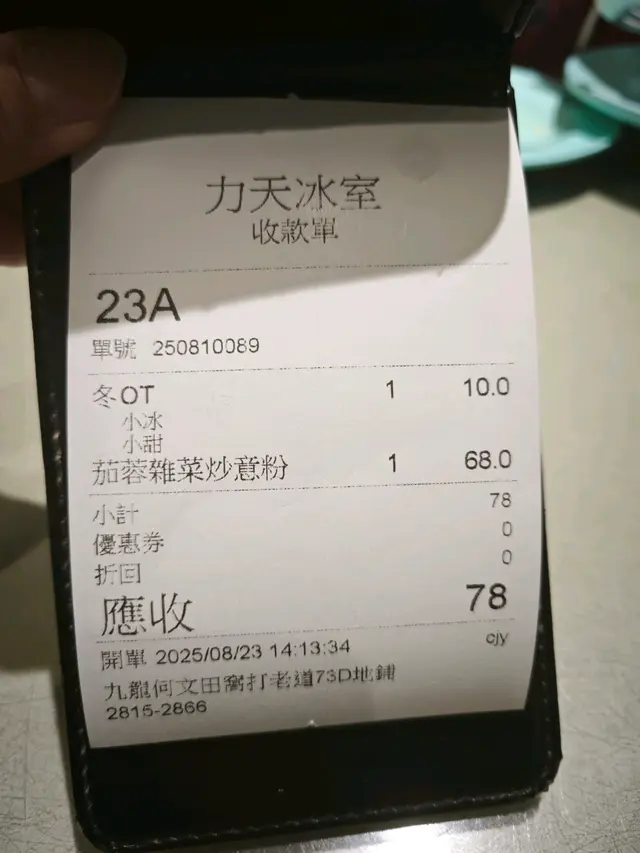 力天冰室
收款單
23A
單號 250810089
冬OT 1 10.0
小冰
小甜
茄蓉雜菜炒意粉 1 68.0
小計 78
優惠券 0
折回 0
應收 78
開單 2025/08/23 14:13:34 cjy
九龍何文田窩打老道73D地鋪
2815-2866